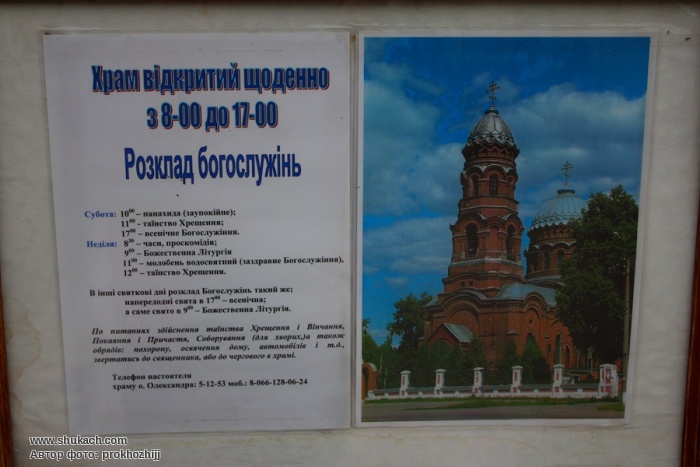 Храм відкритий щоденно
з 8-00 до 17-00
Розклад богослужінь
Субота: 10⁰⁰ – панахида (заупокійне);
11⁰⁰ - таїнство Хрещення;
17⁰⁰ – всенічне Богослужіння.
Неділя: 8³⁰ – часи, проскомідія;
9⁰⁰ – Божественна Літургія
11⁰⁰ – молобень водосвятний (заздравне Богослужіння),
12⁰⁰ – таїнство Хрещення.
В інші святкові дні розклад Богослужінь такий же;
напередодні свята в 17⁰⁰ – всенічна;
а саме свято в 9⁰⁰ – Божественна Літургія.
По питаннях здійснення таїнства Хрещення і Вінчання,
Покаяння і Причастя, Соборування (для хворих,)а також
обрядів: похорону, освячення дому, автомобілів і т.д.,
звертатись до священника, або до чергового в храмі.
Телефон настоятеля
храму о. Олександра: 5-12-53 моб.: 8-066-128-06-24
www.shukach.com
Автор фото: prokhozhijj